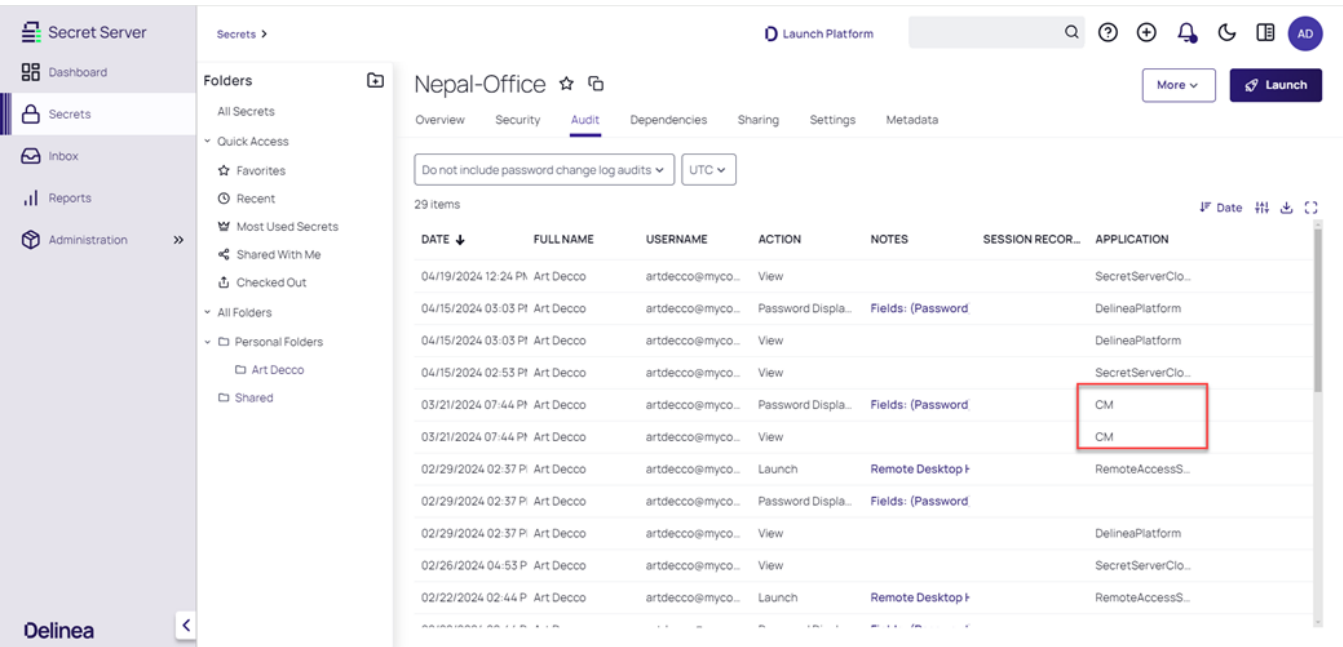 Secret Server
Dashboard
Secrets
Inbox
Reports
Administration
Delinea
Secrets
Launch Platform
AD
Folders
All Secrets
Quick Access
Favorites
Recent
Most Used Secrets
Shared With Me
Checked Out
All Folders
Personal Folders
Art Decco
Shared
Nepal-Office
More
Launch
Overview Security Audit Dependencies Sharing Settings Metadata
Do not include password change log audits UTC
29 items
Date
DATE FULL NAME USERNAME ACTION NOTES SESSION RECOR... APPLICATION
04/19/2024 12:24 PM Art Decco artdecco@myco... View SecretServerClo...
04/15/2024 03:03 PM Art Decco artdecco@myco... Password Displa... Fields: (Password DelineaPlatform
04/15/2024 03:03 PM Art Decco artdecco@myco... View DelineaPlatform
04/15/2024 02:53 PM Art Decco artdecco@myco... View SecretServerClo...
03/21/2024 07:44 PM Art Decco artdecco@myco... Password Displa... Fields: (Password CM
03/21/2024 07:44 PM Art Decco artdecco@myco... View CM
02/29/2024 02:37 P Art Decco artdecco@myco... Launch Remote Desktop RemoteAccessS...
02/29/2024 02:37 P Art Decco artdecco@myco... Password Displa... Fields: (Password
02/29/2024 02:37 P Art Decco artdecco@myco... View DelineaPlatform
02/26/2024 04:53 P Art Decco artdecco@myco... View SecretServerClo...
02/22/2024 02:44 P Art Decco artdecco@myco... Launch Remote Desktop RemoteAccessS...